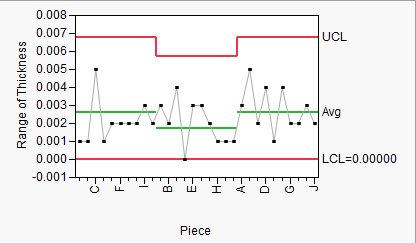 0.008
0.007
0.006
0.005
0.004
0.003
0.002
0.001
0.000
-0.001
Range of Thickness
UCL
Avg
LCL=0.00000
C F I B E H A D G J
Piece